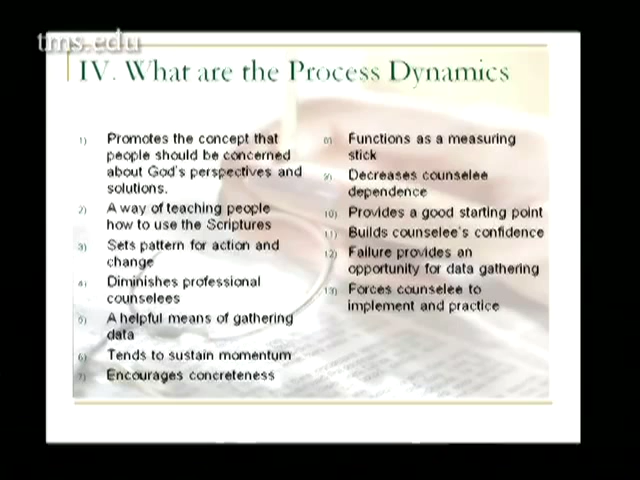 tms.edu
IV. What are the Process Dynamics
1) Promotes the concept that
people should be concerned
about God's perspectives and
solutions.
2) A way of teaching people
how to use the Scriptures
3) Sets pattern for action and
change
4) Diminishes professional
counselees
5) A helpful means of gathering
data
6) Tends to sustain momentum
7) Encourages concreteness
8) Functions as a measuring
stick
9) Decreases counselee
dependence
10) Provides a good starting point
11) Builds counselee's confidence
12) Failure provides an
opportunity for data gathering
13) Forces counselee to
implement and practice